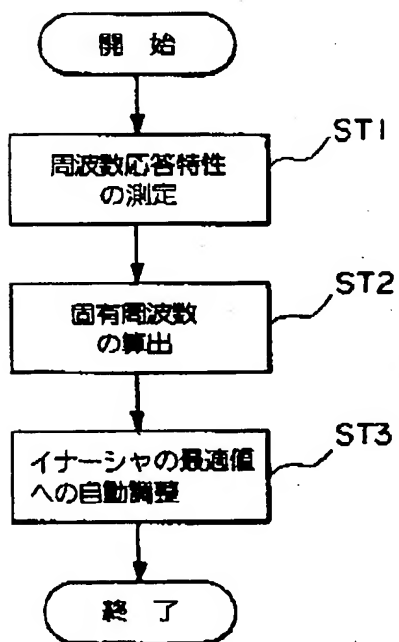 開 始
ST1
周波数応答特性
の測定
ST2
固有周波数
の算出
ST3
イナーシャの最適値
への自動調整
終 了